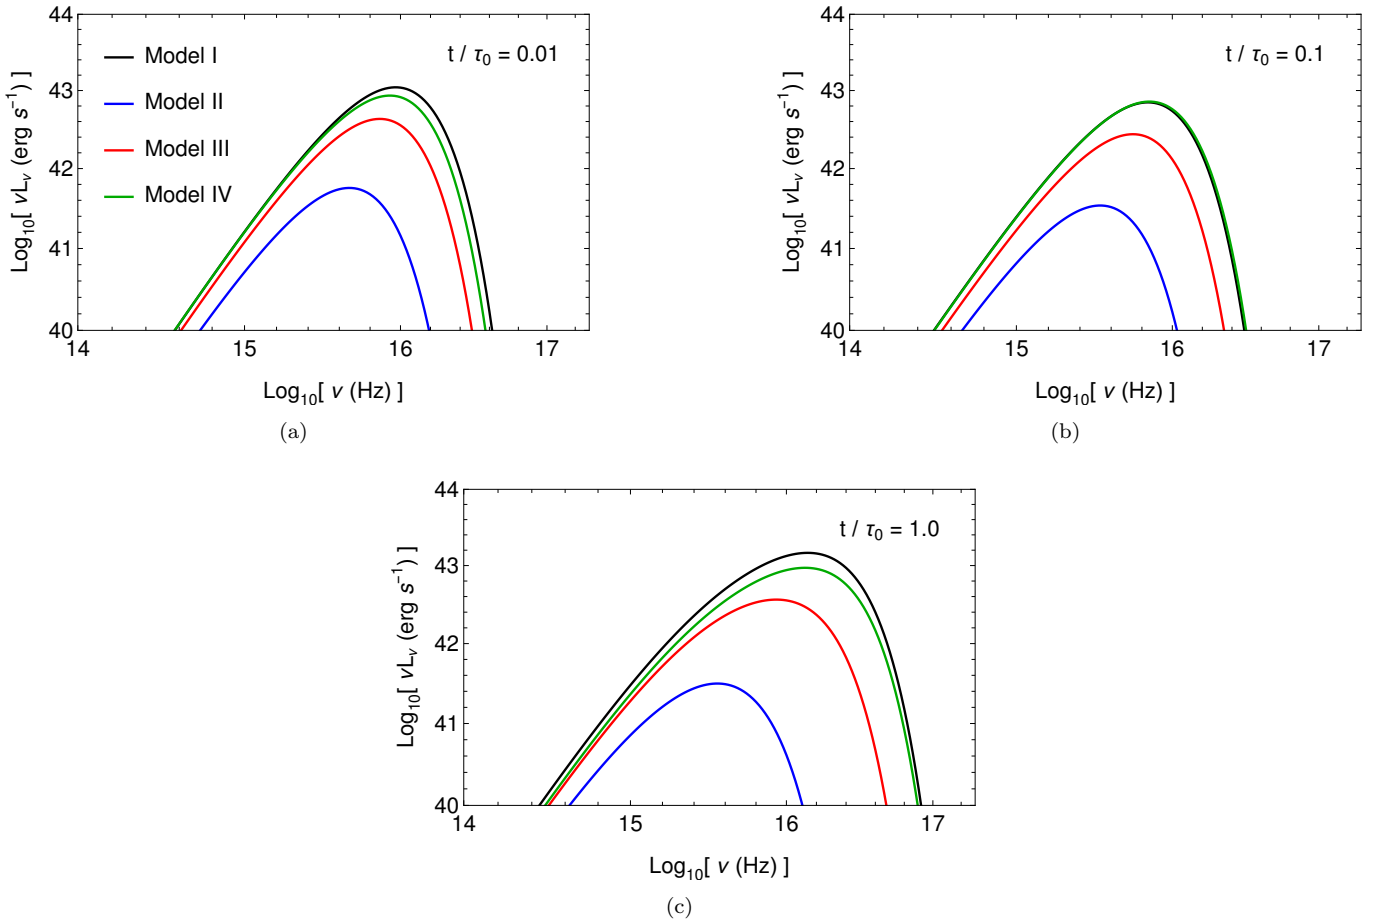 44
43
42
41
40
14
15
16
17
Log₁₀[ νLᵥ (erg s⁻¹) ]
Log₁₀[ ν (Hz) ]
Model I
Model II
Model III
Model IV
t / τ₀ = 0.01
(a)
44
43
42
41
40
14
15
16
17
Log₁₀[ νLᵥ (erg s⁻¹) ]
Log₁₀[ ν (Hz) ]
t / τ₀ = 0.1
(b)
44
43
42
41
40
14
15
16
17
Log₁₀[ νLᵥ (erg s⁻¹) ]
Log₁₀[ ν (Hz) ]
t / τ₀ = 1.0
(c)